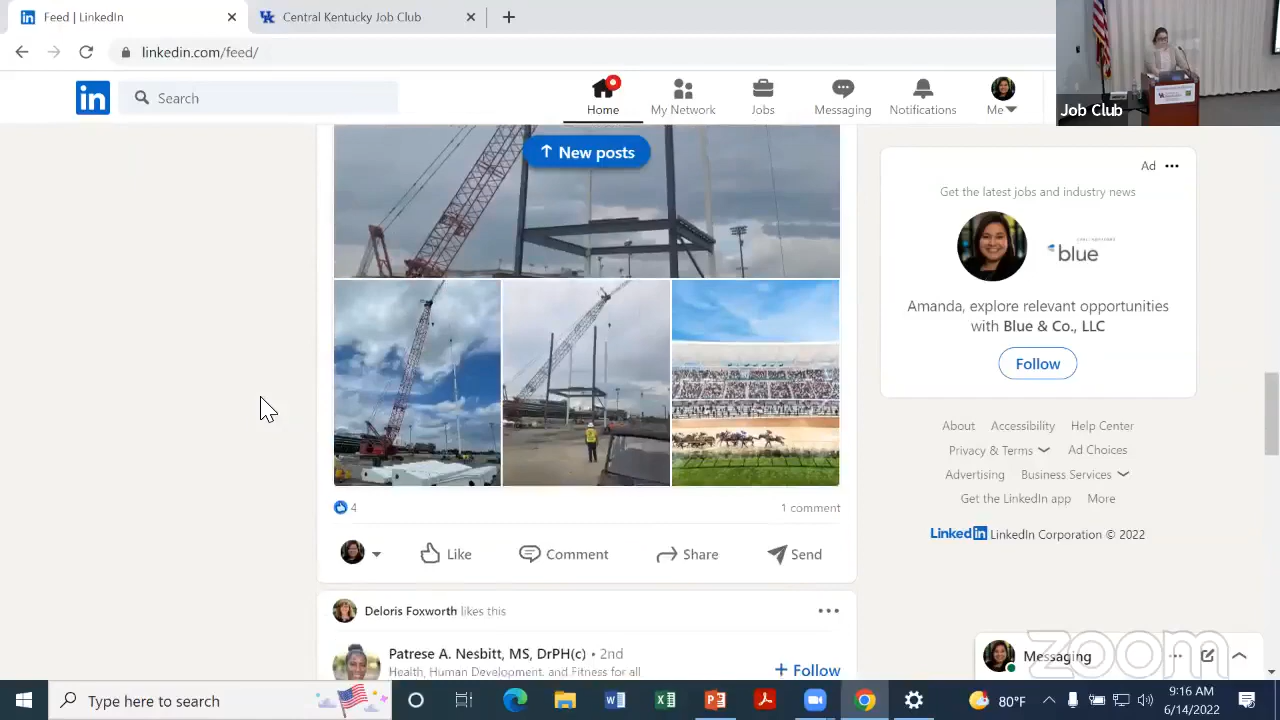 Feed | LinkedIn
Central Kentucky Job Club
linkedin.com/feed/
in
Search
Home
My Network
Jobs
Messaging
Notifications
Me
Job Club
New posts
Ad
Get the latest jobs and industry news
blue
Amanda, explore relevant opportunities
with Blue & Co., LLC
Follow
About Accessibility Help Center
Privacy & Terms Ad Choices
Advertising Business Services
Get the LinkedIn app More
LinkedIn LinkedIn Corporation © 2022
4
1 comment
Like
Comment
Share
Send
Deloris Foxworth likes this
Patrese A. Nesbitt, MS, DrPH(c) • 2nd
Health, Human Development, and Fitness for all
+ Follow
Messaging
zoom
Type here to search
80°F
9:16 AM
6/14/2022